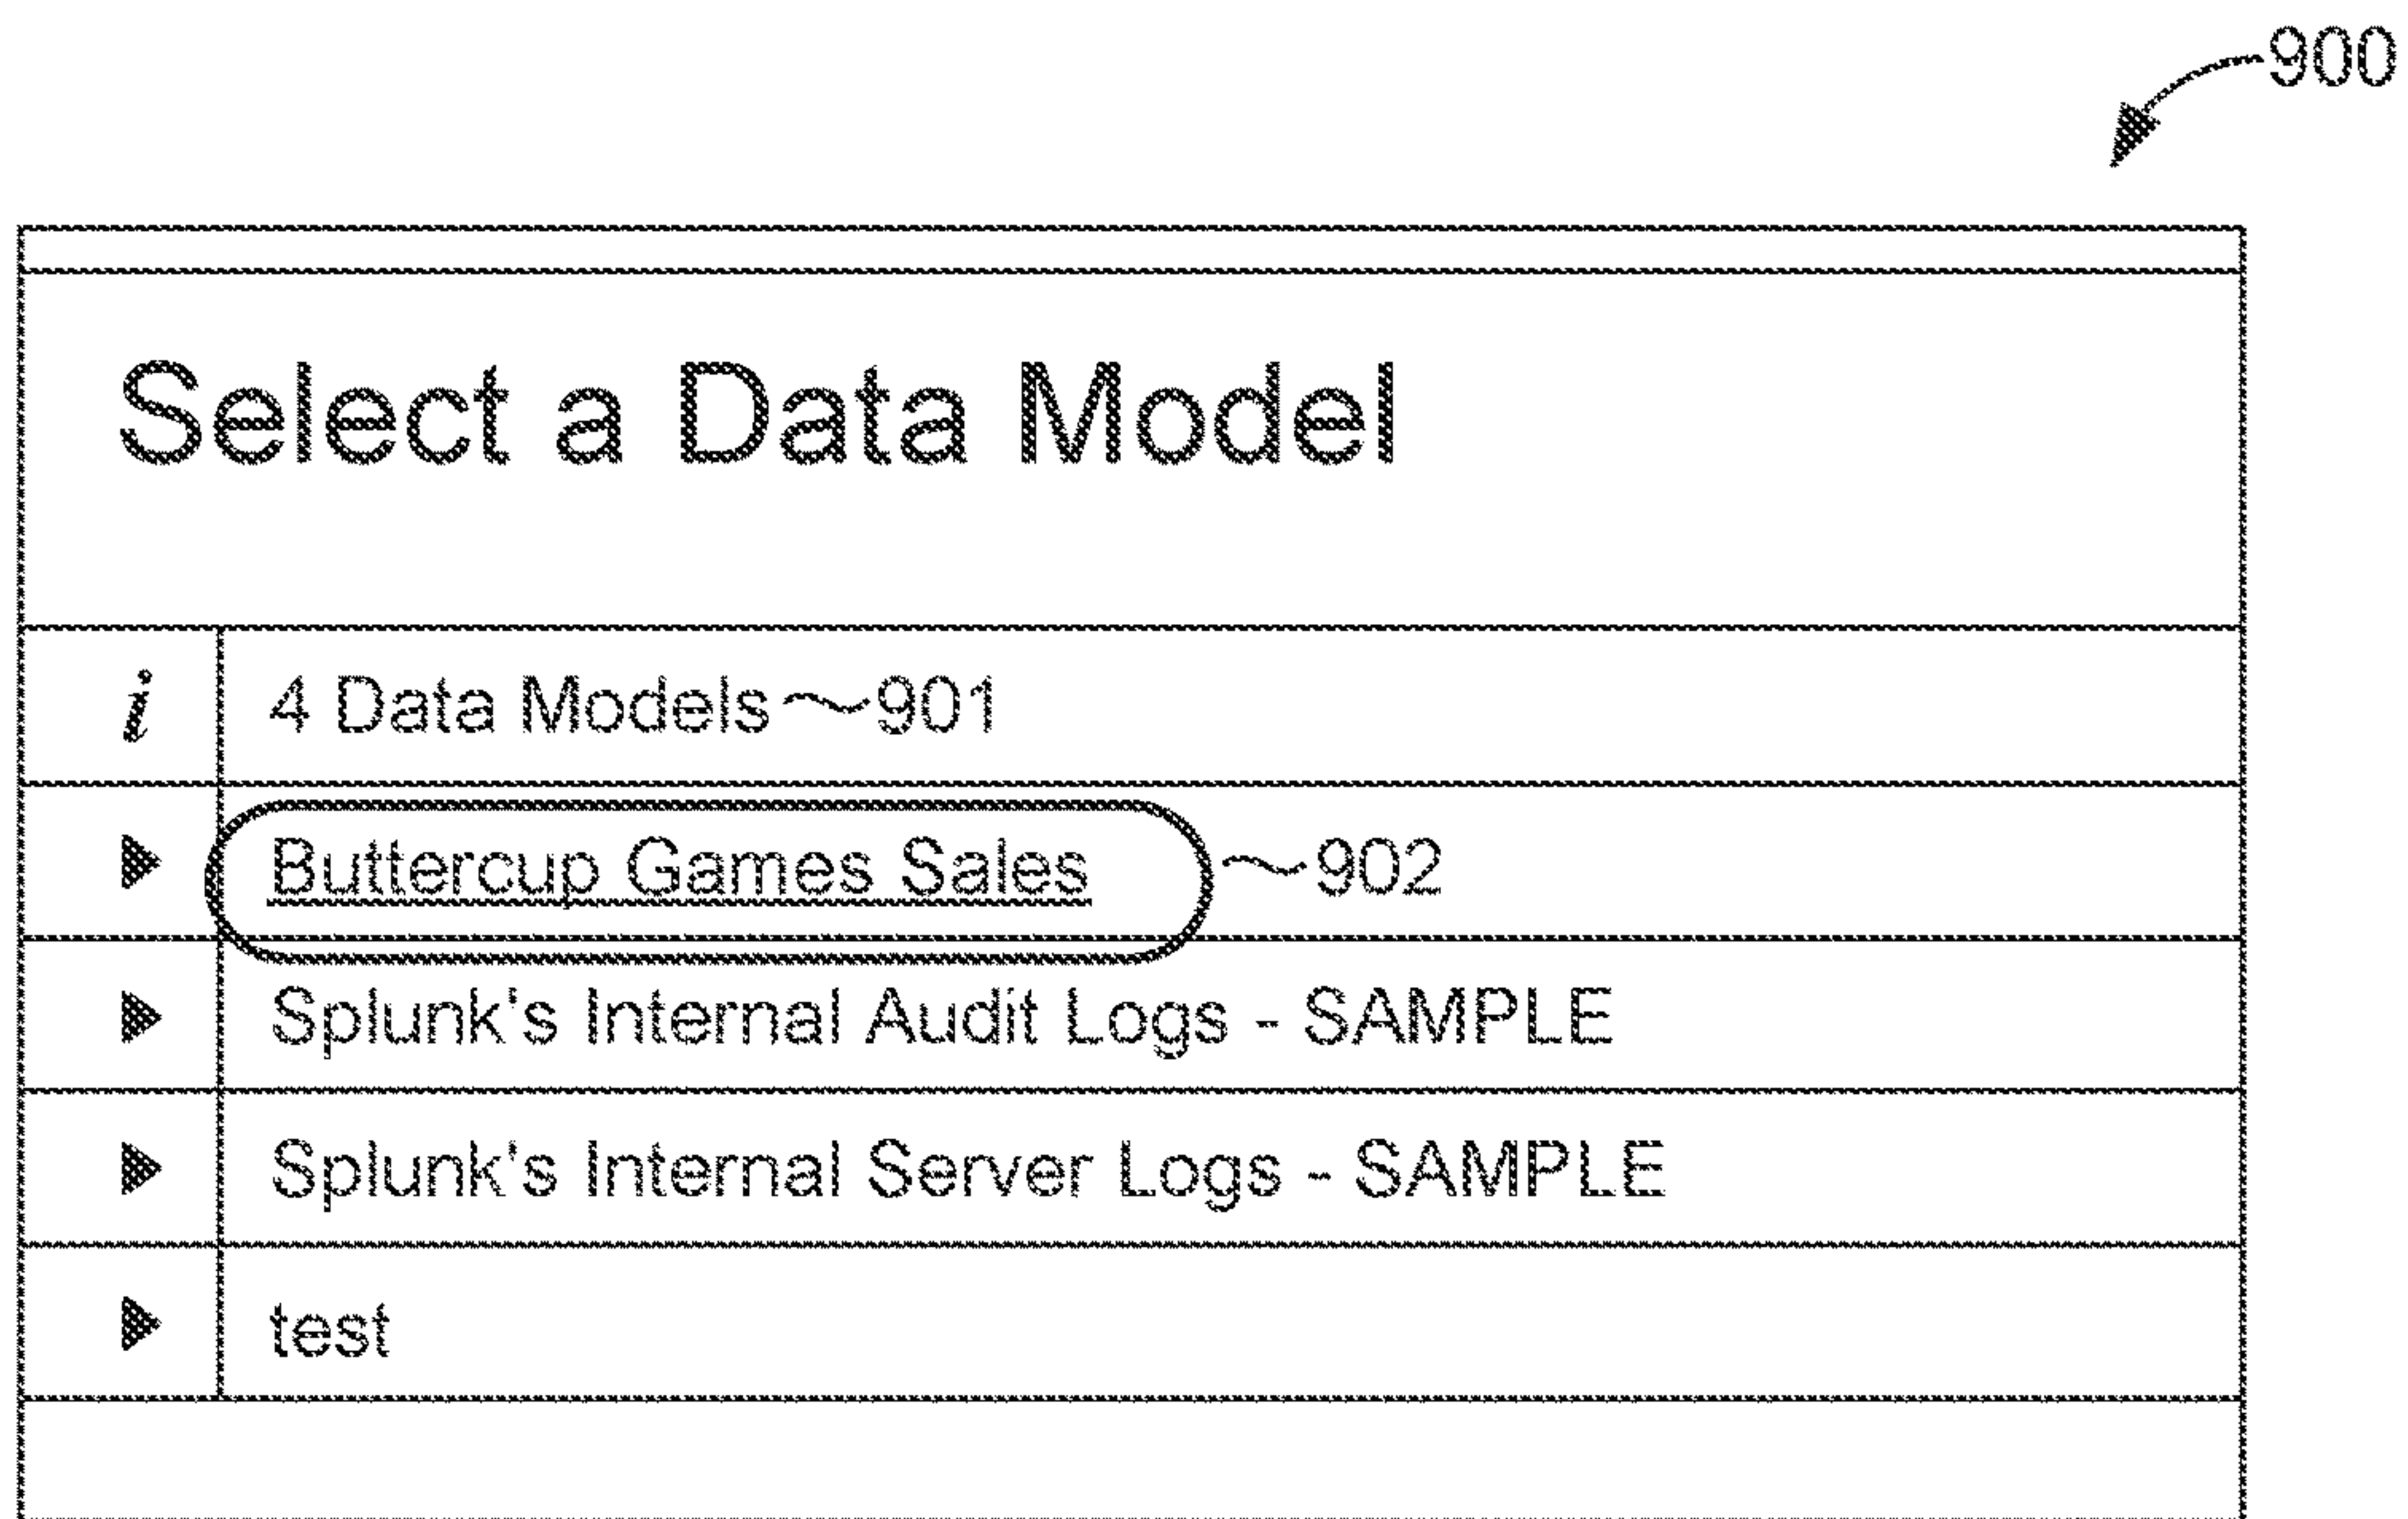 900
Select a Data Model
i 4 Data Models 901
Buttercup Games Sales 902
Splunk's Internal Audit Logs - SAMPLE
Splunk's Internal Server Logs - SAMPLE
test